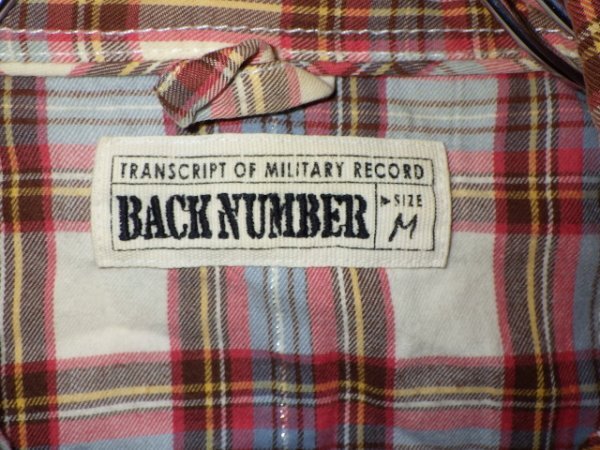 TRANSCRIPT OF MILITARY RECORD
BACK NUMBER
▶SIZE
M